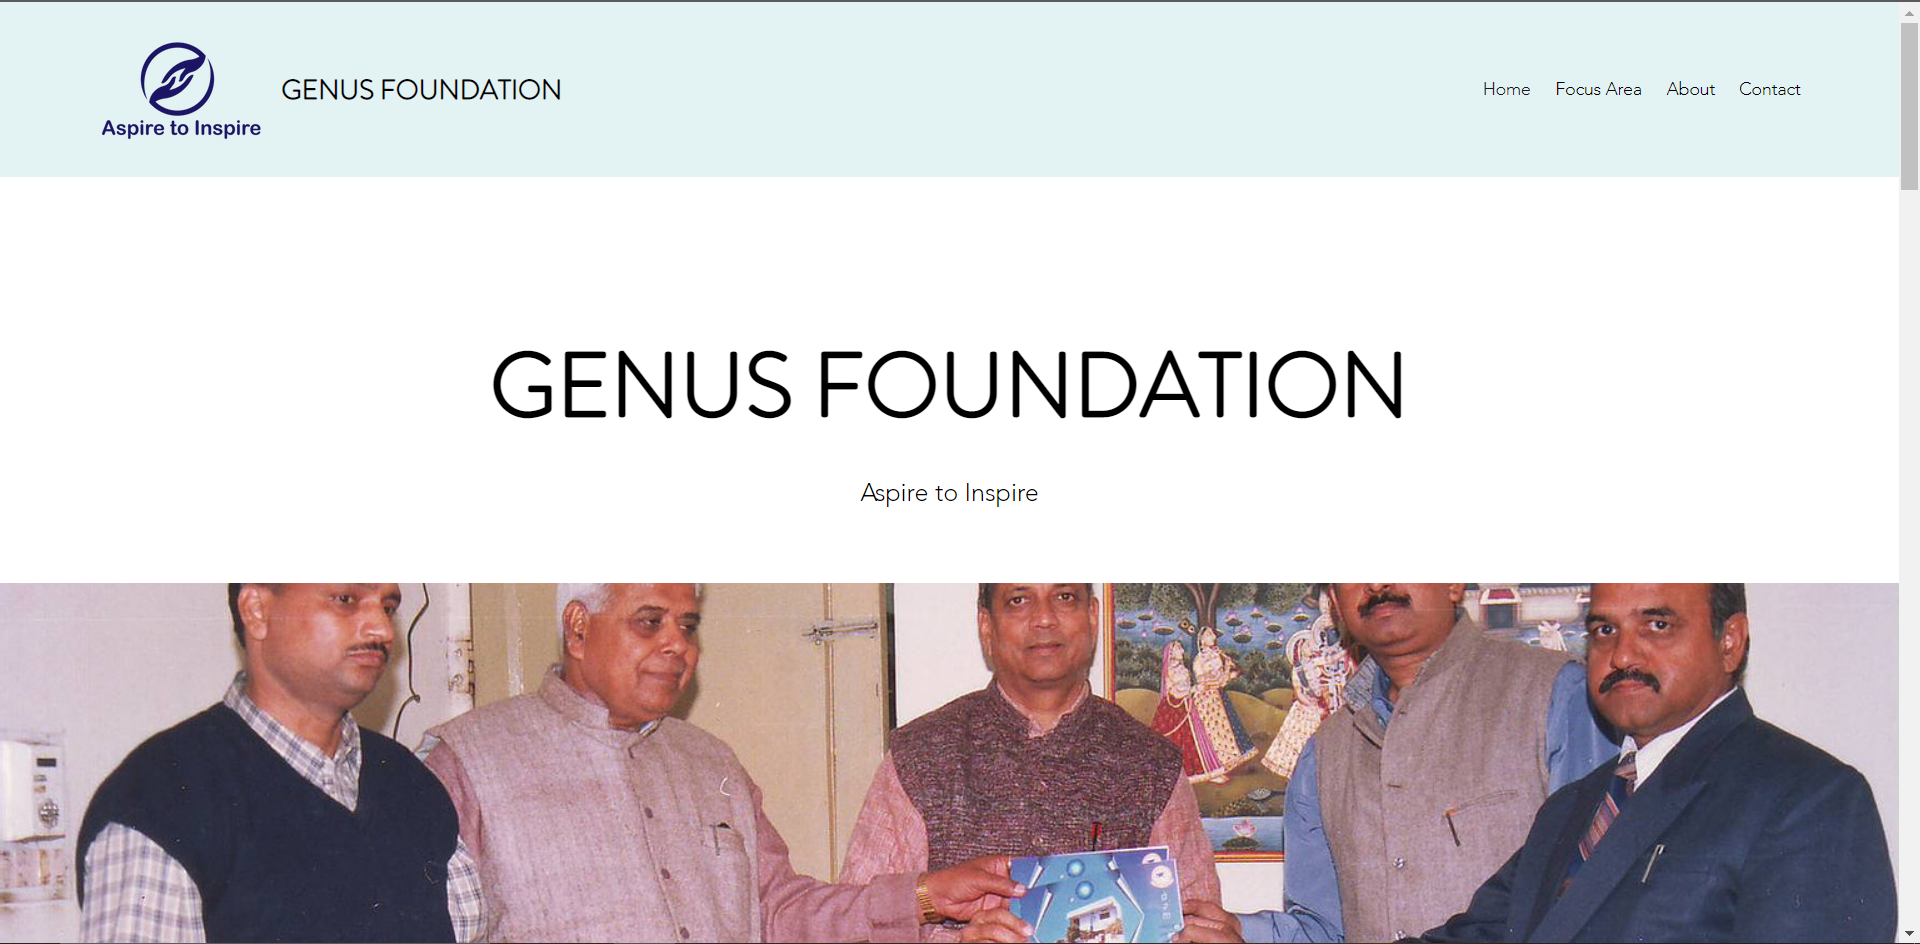 Aspire to Inspire
GENUS FOUNDATION
Home
Focus Area
About
Contact
GENUS FOUNDATION
Aspire to Inspire